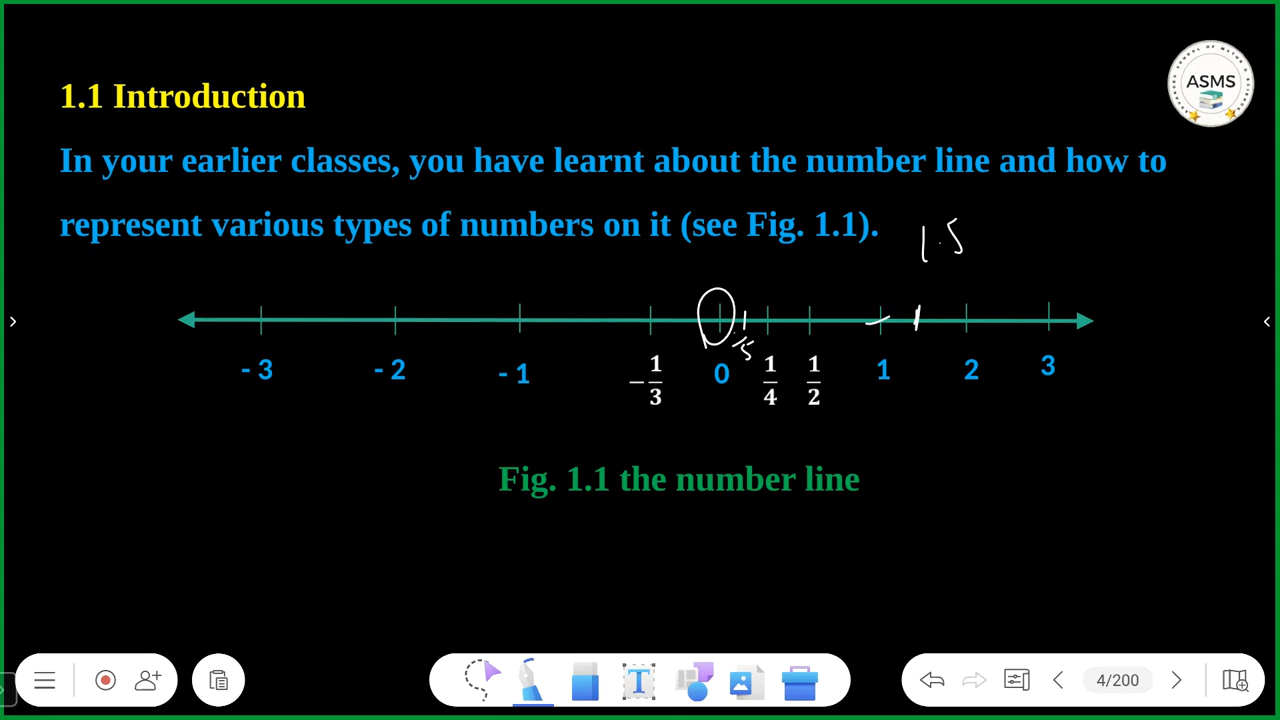 ASMS
1.1 Introduction
In your earlier classes, you have learnt about the number line and how to
represent various types of numbers on it (see Fig. 1.1).
1.5
- 3 - 2 - 1 -1/3 0 1/4 1/2 1 2 3
Fig. 1.1 the number line
4/200